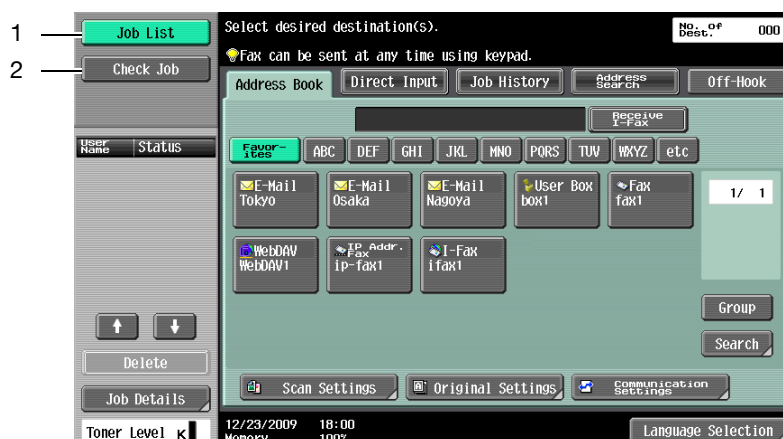 1
Job List
2
Check Job
User Name Status
Delete
Job Details
Toner Level K
Select desired destination(s).
No. of Dest. 000
Fax can be sent at any time using keypad.
Address Book Direct Input Job History Address Search Off-Hook
Receive I-Fax
Favor-ites ABC DEF GHI JKL MNO PQRS TUV WXYZ etc
E-Mail Tokyo
E-Mail Osaka
E-Mail Nagoya
User Box box1
Fax fax1
1/ 1
WebDAV WebDAV1
IP Addr. Fax ip-fax1
I-Fax ifax1
Group
Search
Scan Settings Original Settings Communication Settings
12/23/2009 18:00
Memory 100%
Language Selection